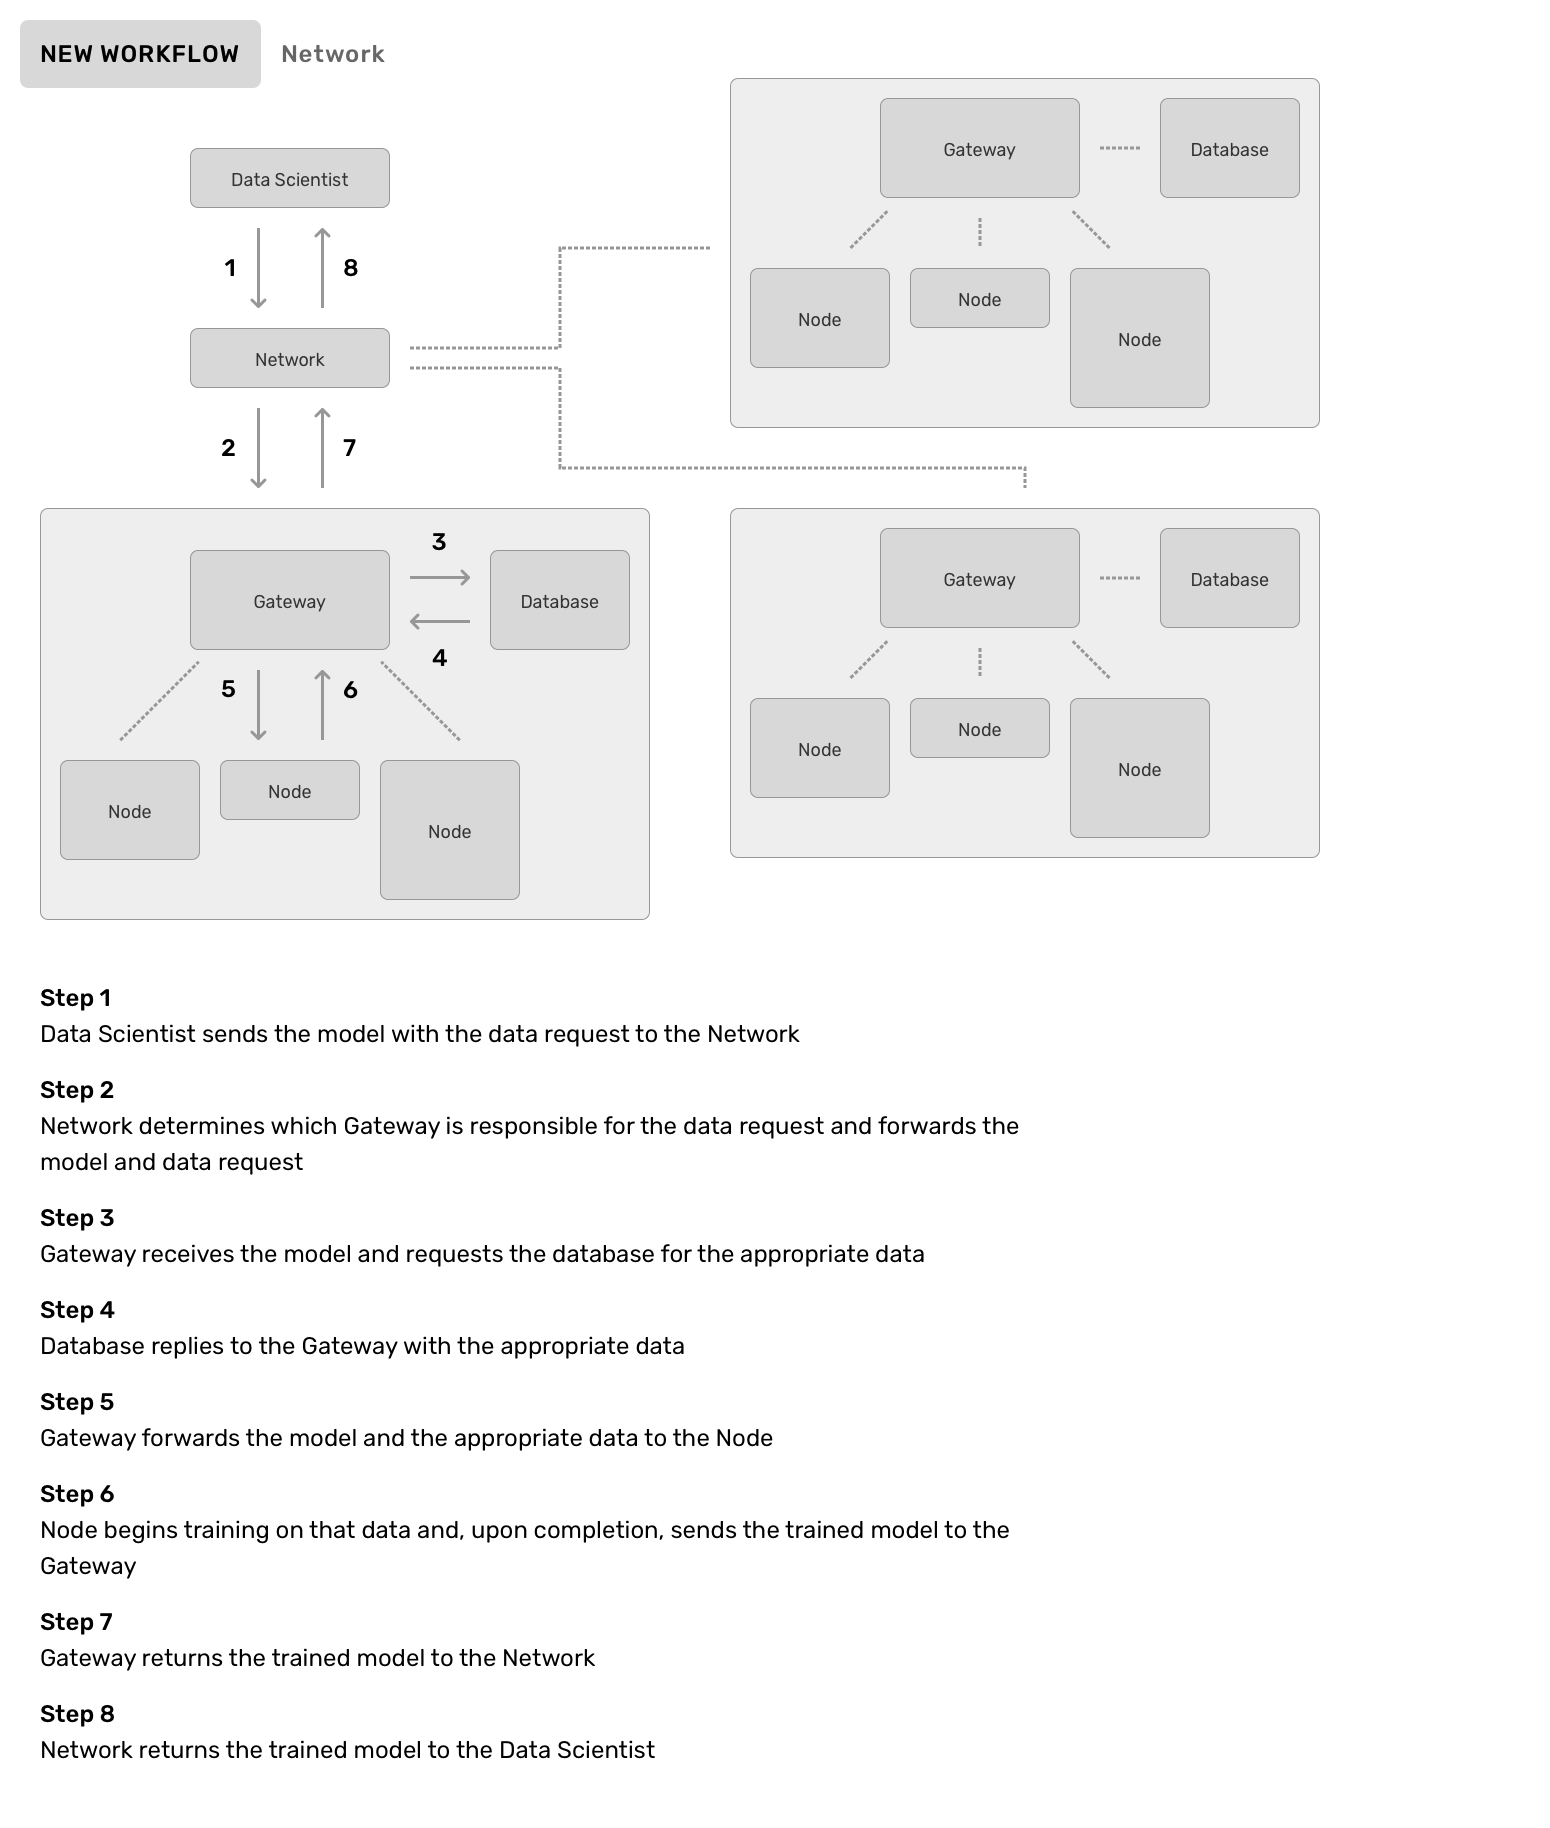 NEW WORKFLOW Network
Gateway
Database
Node
Node
Node
Data Scientist
1
8
Network
2
7
Gateway
3
4
Database
5
6
Node
Node
Node
Gateway
Database
Node
Node
Node
Step 1
Data Scientist sends the model with the data request to the Network
Step 2
Network determines which Gateway is responsible for the data request and forwards the
model and data request
Step 3
Gateway receives the model and requests the database for the appropriate data
Step 4
Database replies to the Gateway with the appropriate data
Step 5
Gateway forwards the model and the appropriate data to the Node
Step 6
Node begins training on that data and, upon completion, sends the trained model to the
Gateway
Step 7
Gateway returns the trained model to the Network
Step 8
Network returns the trained model to the Data Scientist